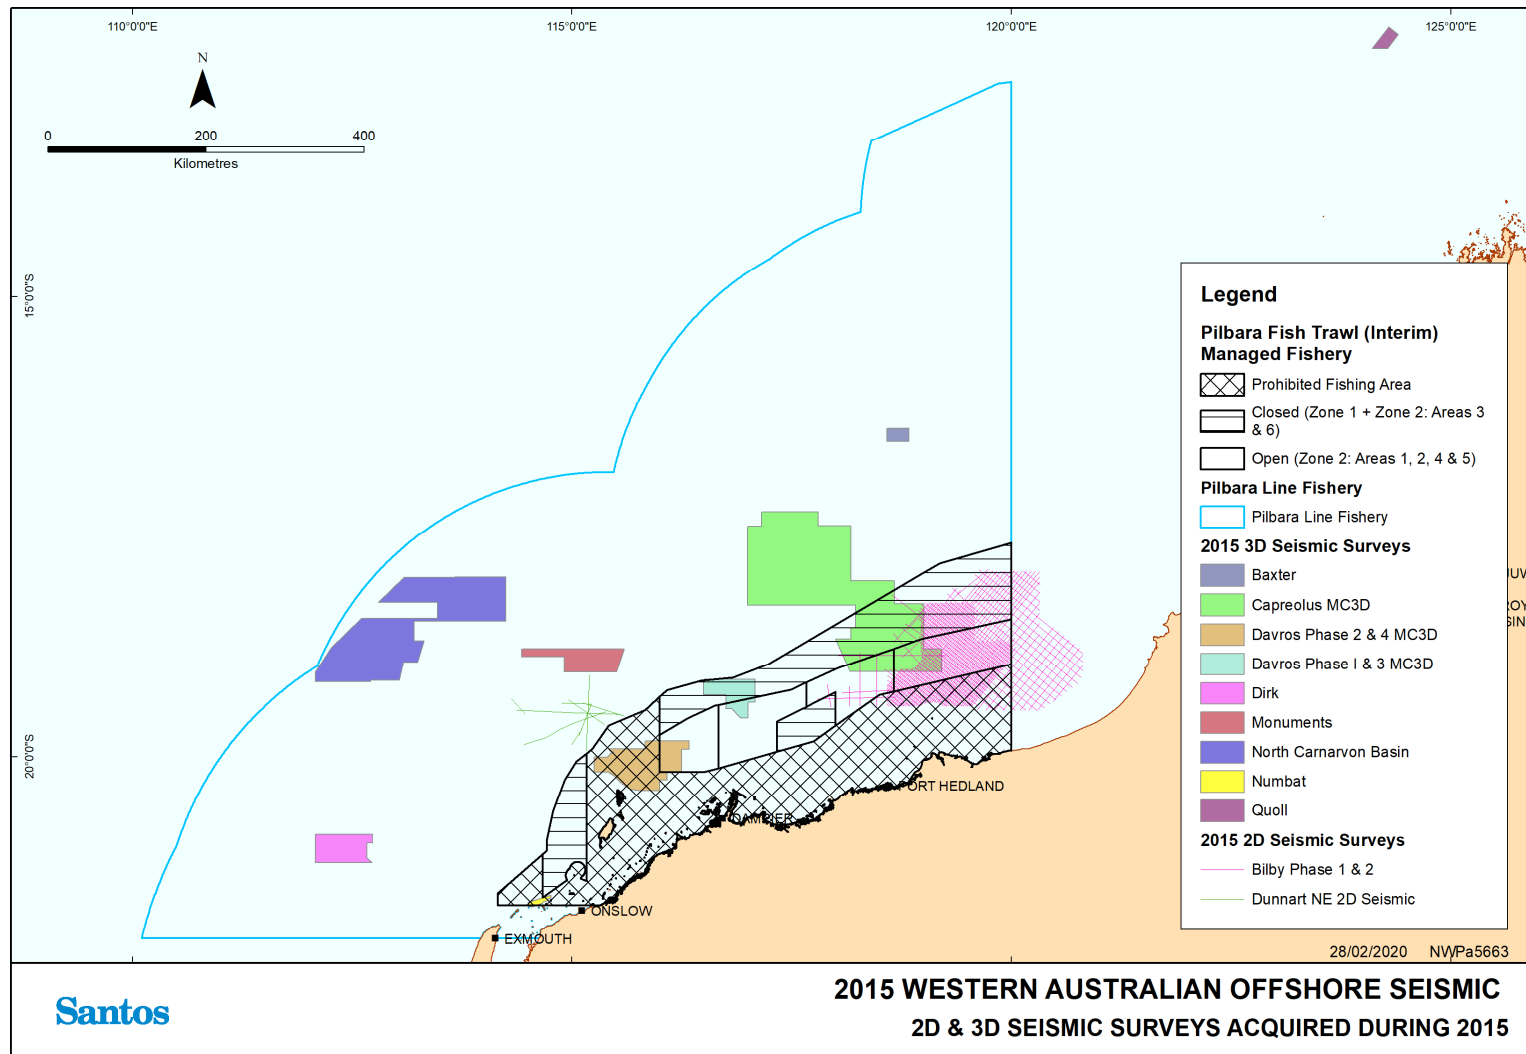 110°0'0"E
115°0'0"E
120°0'0"E
125°0'0"E
N
0
200
400
Kilometres
15°0'0"S
20°0'0"S
PORT HEDLAND
DAMPIER
ONSLOW
EXMOUTH
Legend
Pilbara Fish Trawl (Interim)
Managed Fishery
Prohibited Fishing Area
Closed (Zone 1 + Zone 2: Areas 3
& 6)
Open (Zone 2: Areas 1, 2, 4 & 5)
Pilbara Line Fishery
Pilbara Line Fishery
2015 3D Seismic Surveys
Baxter
Capreolus MC3D
Davros Phase 2 & 4 MC3D
Davros Phase I & 3 MC3D
Dirk
Monuments
North Carnarvon Basin
Numbat
Quoll
2015 2D Seismic Surveys
Bilby Phase 1 & 2
Dunnart NE 2D Seismic
28/02/2020 NWPa5663
Santos
2015 WESTERN AUSTRALIAN OFFSHORE SEISMIC
2D & 3D SEISMIC SURVEYS ACQUIRED DURING 2015